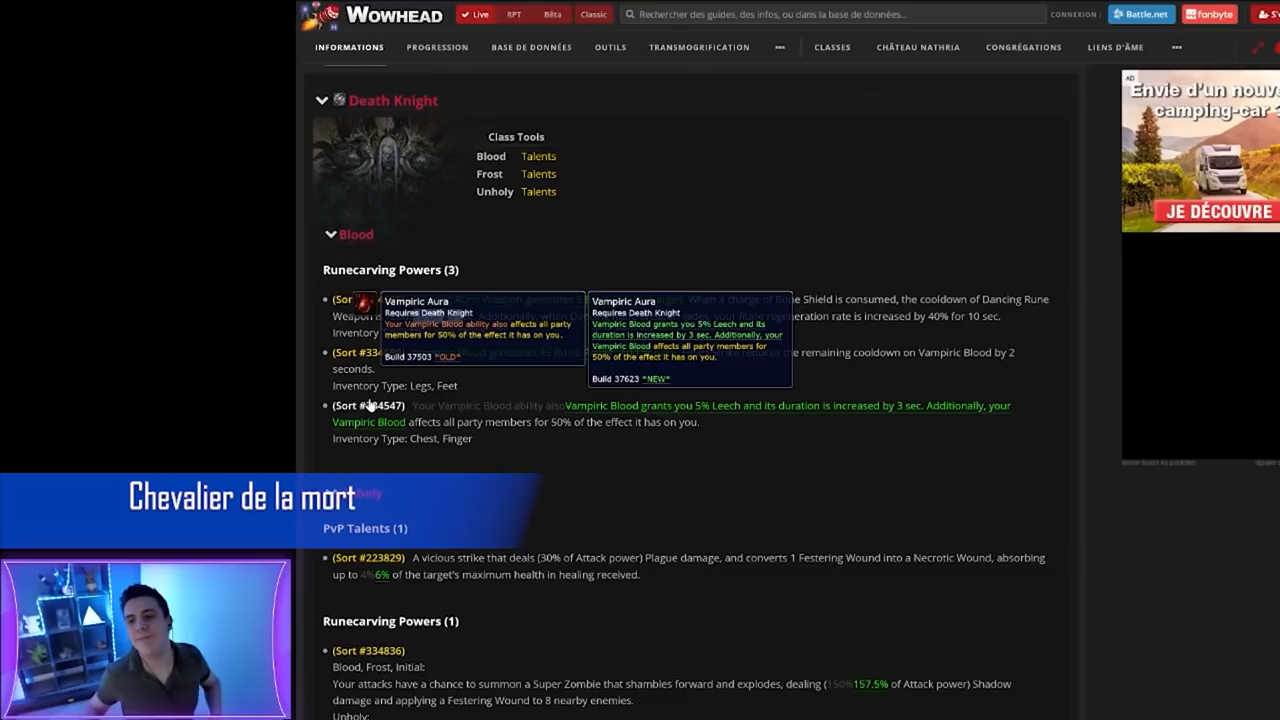 WOWHEAD
Live RPT Bêta Classic
Rechercher des guides, des infos, ou dans la base de données...
CONNEXION : Battle.net fanbyte
INFORMATIONS PROGRESSION BASE DE DONNÉES OUTILS TRANSMOGRIFICATION ••• CLASSES CHÂTEAU NATHRIA CONGRÉGATIONS LIENS D'ÂME •••
Death Knight
Class Tools
Blood Talents
Frost Talents
Unholy Talents
Blood
Runecarving Powers (3)
Vampiric Aura
Requires Death Knight
Your Vampiric Blood ability also affects all party
members for 50% of the effect it has on you.
Build 37503 *OLD*
Vampiric Aura
Requires Death Knight
Vampiric Blood grants you 5% Leech and its
duration is increased by 3 sec. Additionally, your
Vampiric Blood affects all party members for
50% of the effect it has on you.
Build 37623 *NEW*
Shield is consumed, the cooldown of Dancing Rune
Weapon regeneration rate is increased by 40% for 10 sec.
Inventory
(Sort remaining cooldown on Vampiric Blood by 2
seconds.
Inventory Type: Legs, Feet
(Sort #334547) Your Vampiric Blood ability alsoVampiric Blood grants you 5% Leech and its duration is increased by 3 sec. Additionally, your
Vampiric Blood affects all party members for 50% of the effect it has on you.
Inventory Type: Chest, Finger
PvP Talents (1)
(Sort #223829) A vicious strike that deals (30% of Attack power) Plague damage, and converts 1 Festering Wound into a Necrotic Wound, absorbing
up to 4%6% of the target's maximum health in healing received.
Runecarving Powers (1)
(Sort #334836)
Blood, Frost, Initial:
Your attacks have a chance to summon a Super Zombie that shambles forward and explodes, dealing (150%157.5% of Attack power) Shadow
damage and applying a Festering Wound to 8 nearby enemies.
Unholy:
Chevalier de la mort
AD
Envie d'un
camping-car ?
JE DÉCOUVRE